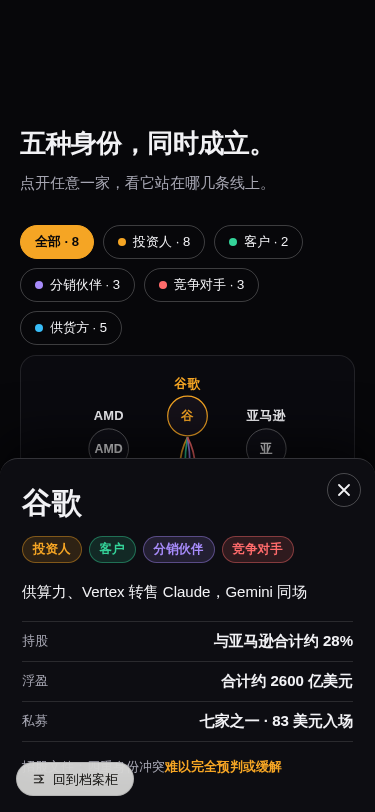 五种身份，同时成立。
点开任意一家，看它站在哪几条线上。
全部 · 8
投资人 · 8
客户 · 2
分销伙伴 · 3
竞争对手 · 3
供货方 · 5
谷歌
AMD
谷
亚马逊
AMD
亚
谷歌
投资人
客户
分销伙伴
竞争对手
供算力、Vertex 转售 Claude，Gemini 同场
持股
与亚马逊合计约 28%
浮盈
合计约 2600 亿美元
私募
七家之一 · 83 美元入场
份冲突难以完全预判或缓解
回到档案柜